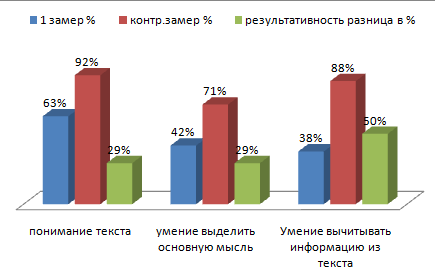 1 замер % контр.замер % результативность разница в %
92%
88%
71%
63%
50%
42%
38%
29%
29%
понимание текста
умение выделить
основную мысль
Умение вычитывать
информацию из
текста